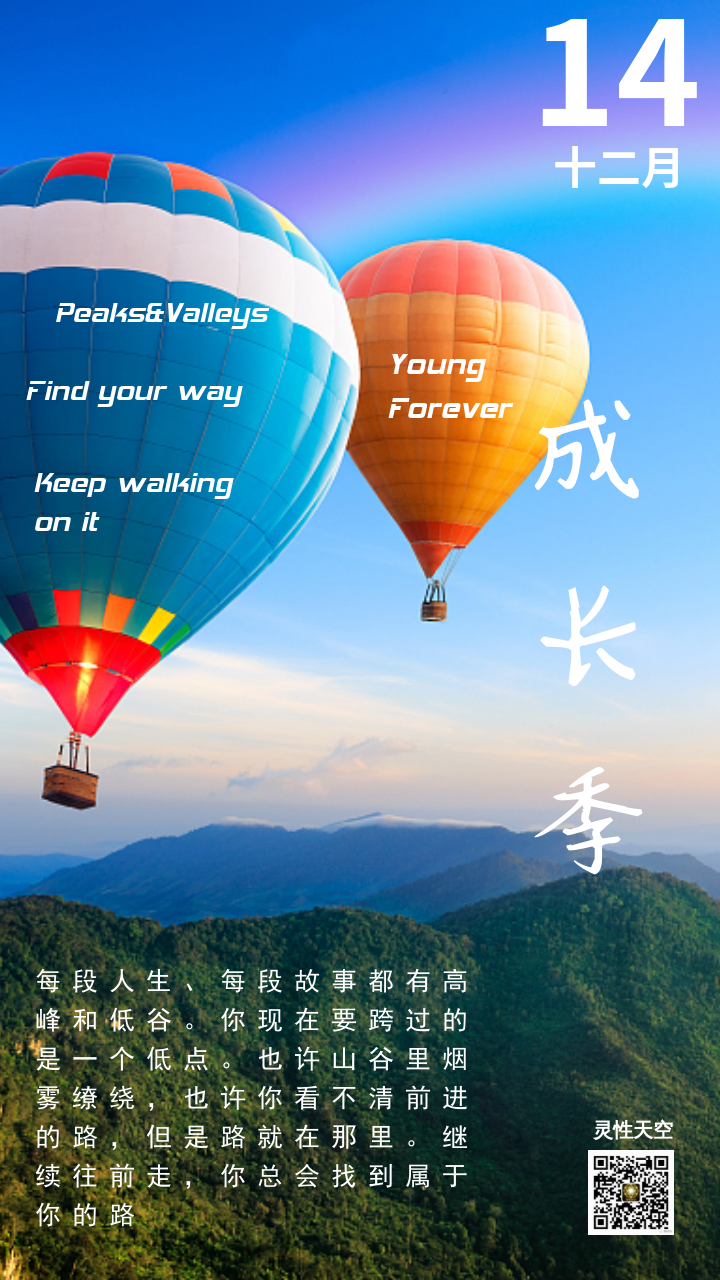 14
十二月
Peaks&Valleys
Find your way
Keep walking
on it
Young
Forever
成长季
每段人生、每段故事都有高
峰和低谷。你现在要跨过的
是一个低点。也许山谷里烟
雾缭绕，也许你看不清前进
的路，但是路就在那里。继
续往前走，你总会找到属于
你的路
灵性天空